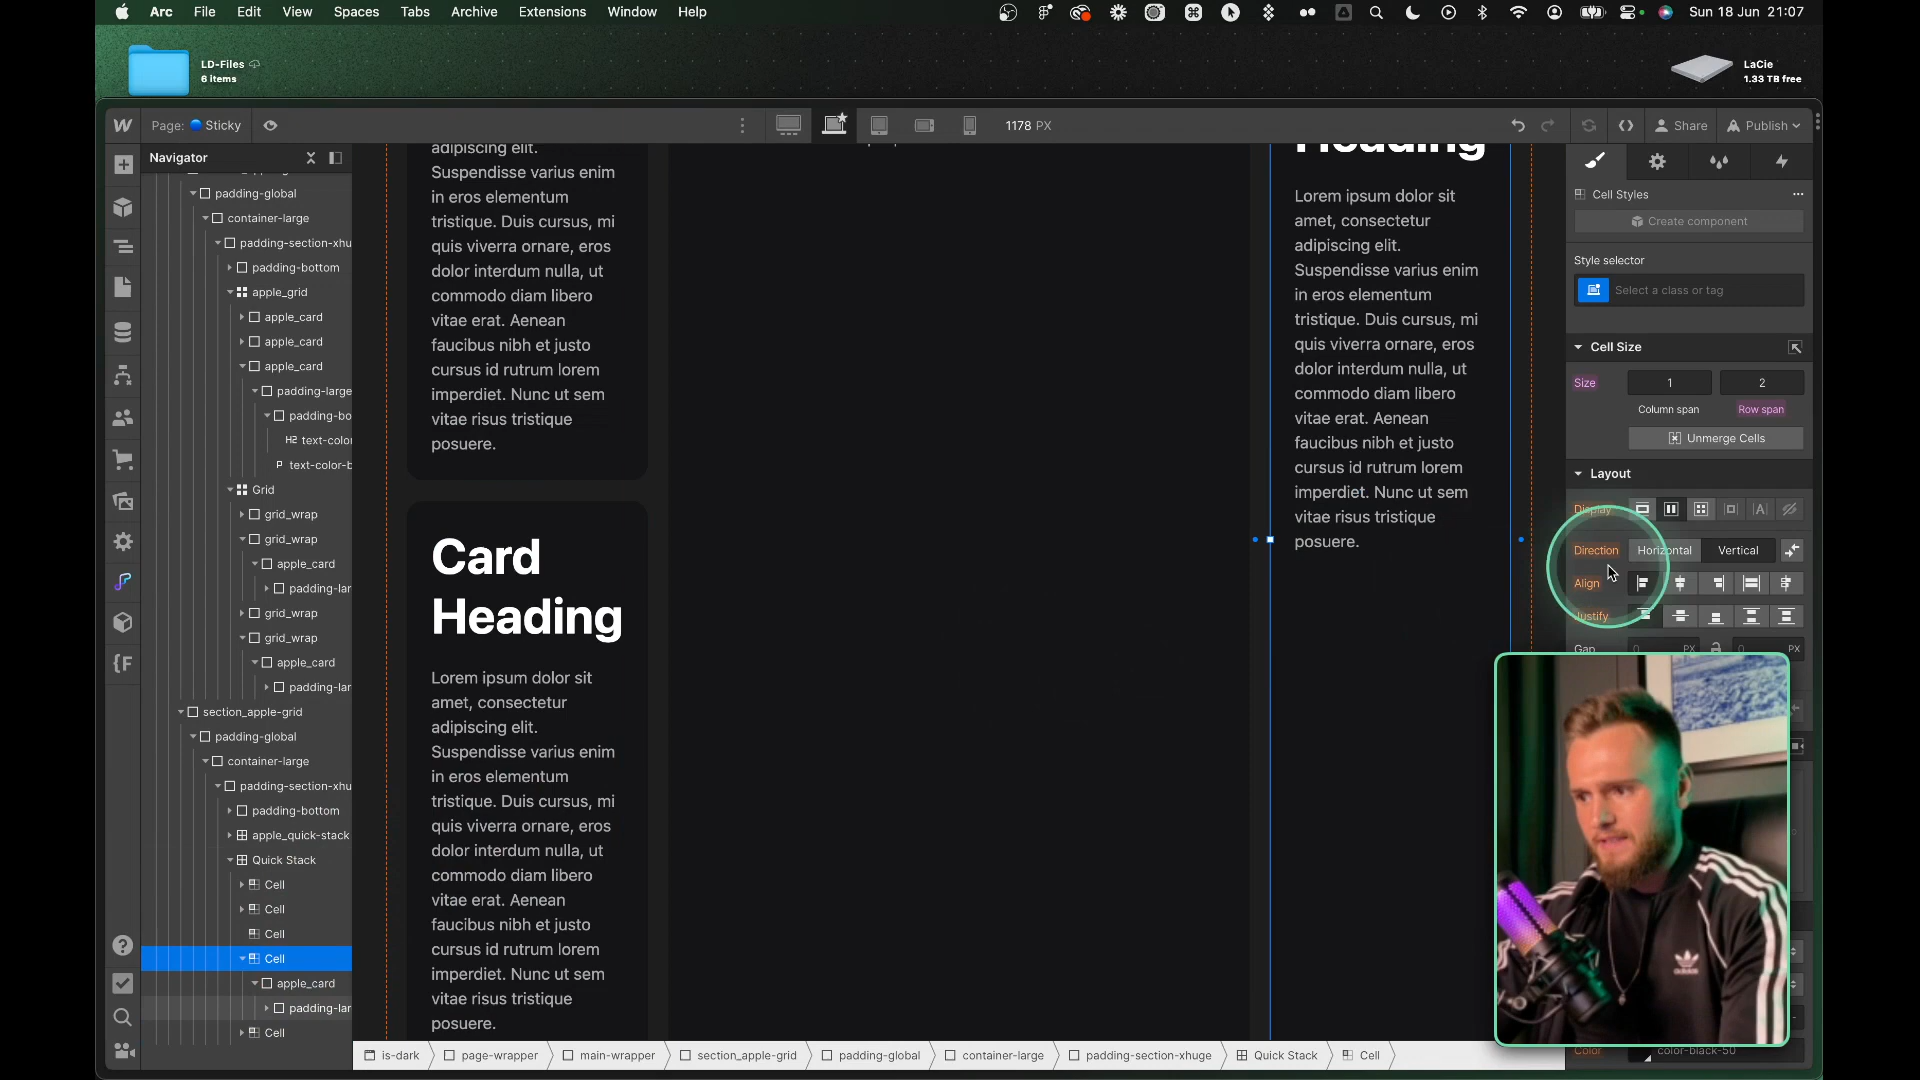 Arc File Edit View Spaces Tabs Archive Extensions Window Help
Sun 18 Jun 21:07
LD-Files
6 items
LaCie
1.33 TB free
Page: Sticky
1178 PX
Share
Publish
Navigator
padding-global
container-large
padding-section-xhu
padding-bottom
apple_grid
apple_card
apple_card
apple_card
padding-large
padding-bo
H2 text-color
P text-color-b
Grid
grid_wrap
grid_wrap
apple_card
padding-lar
grid_wrap
grid_wrap
apple_card
padding-lar
section_apple-grid
padding-global
container-large
padding-section-xhu
padding-bottom
apple_quick-stack
Quick Stack
Cell
Cell
Cell
Cell
apple_card
padding-lar
Cell
adipiscing elit.
Suspendisse varius enim
in eros elementum
tristique. Duis cursus, mi
quis viverra ornare, eros
dolor interdum nulla, ut
commodo diam libero
vitae erat. Aenean
faucibus nibh et justo
cursus id rutrum lorem
imperdiet. Nunc ut sem
vitae risus tristique
posuere.
Card
Heading
Lorem ipsum dolor sit
amet, consectetur
adipiscing elit.
Suspendisse varius enim
in eros elementum
tristique. Duis cursus, mi
quis viverra ornare, eros
dolor interdum nulla, ut
commodo diam libero
vitae erat. Aenean
faucibus nibh et justo
cursus id rutrum lorem
imperdiet. Nunc ut sem
vitae risus tristique
posuere.
Heading
Lorem ipsum dolor sit
amet, consectetur
adipiscing elit.
Suspendisse varius enim
in eros elementum
tristique. Duis cursus, mi
quis viverra ornare, eros
dolor interdum nulla, ut
commodo diam libero
vitae erat. Aenean
faucibus nibh et justo
cursus id rutrum lorem
imperdiet. Nunc ut sem
vitae risus tristique
posuere.
Cell Styles
Create component
Style selector
Select a class or tag
Cell Size
Size 1 2
Column span Row span
Unmerge Cells
Layout
Display
Direction Horizontal Vertical
Align
Justify
Gap 0 PX 0 PX
Color color-black-50
adidas
is-dark page-wrapper main-wrapper section_apple-grid padding-global container-large padding-section-xhuge Quick Stack Cell